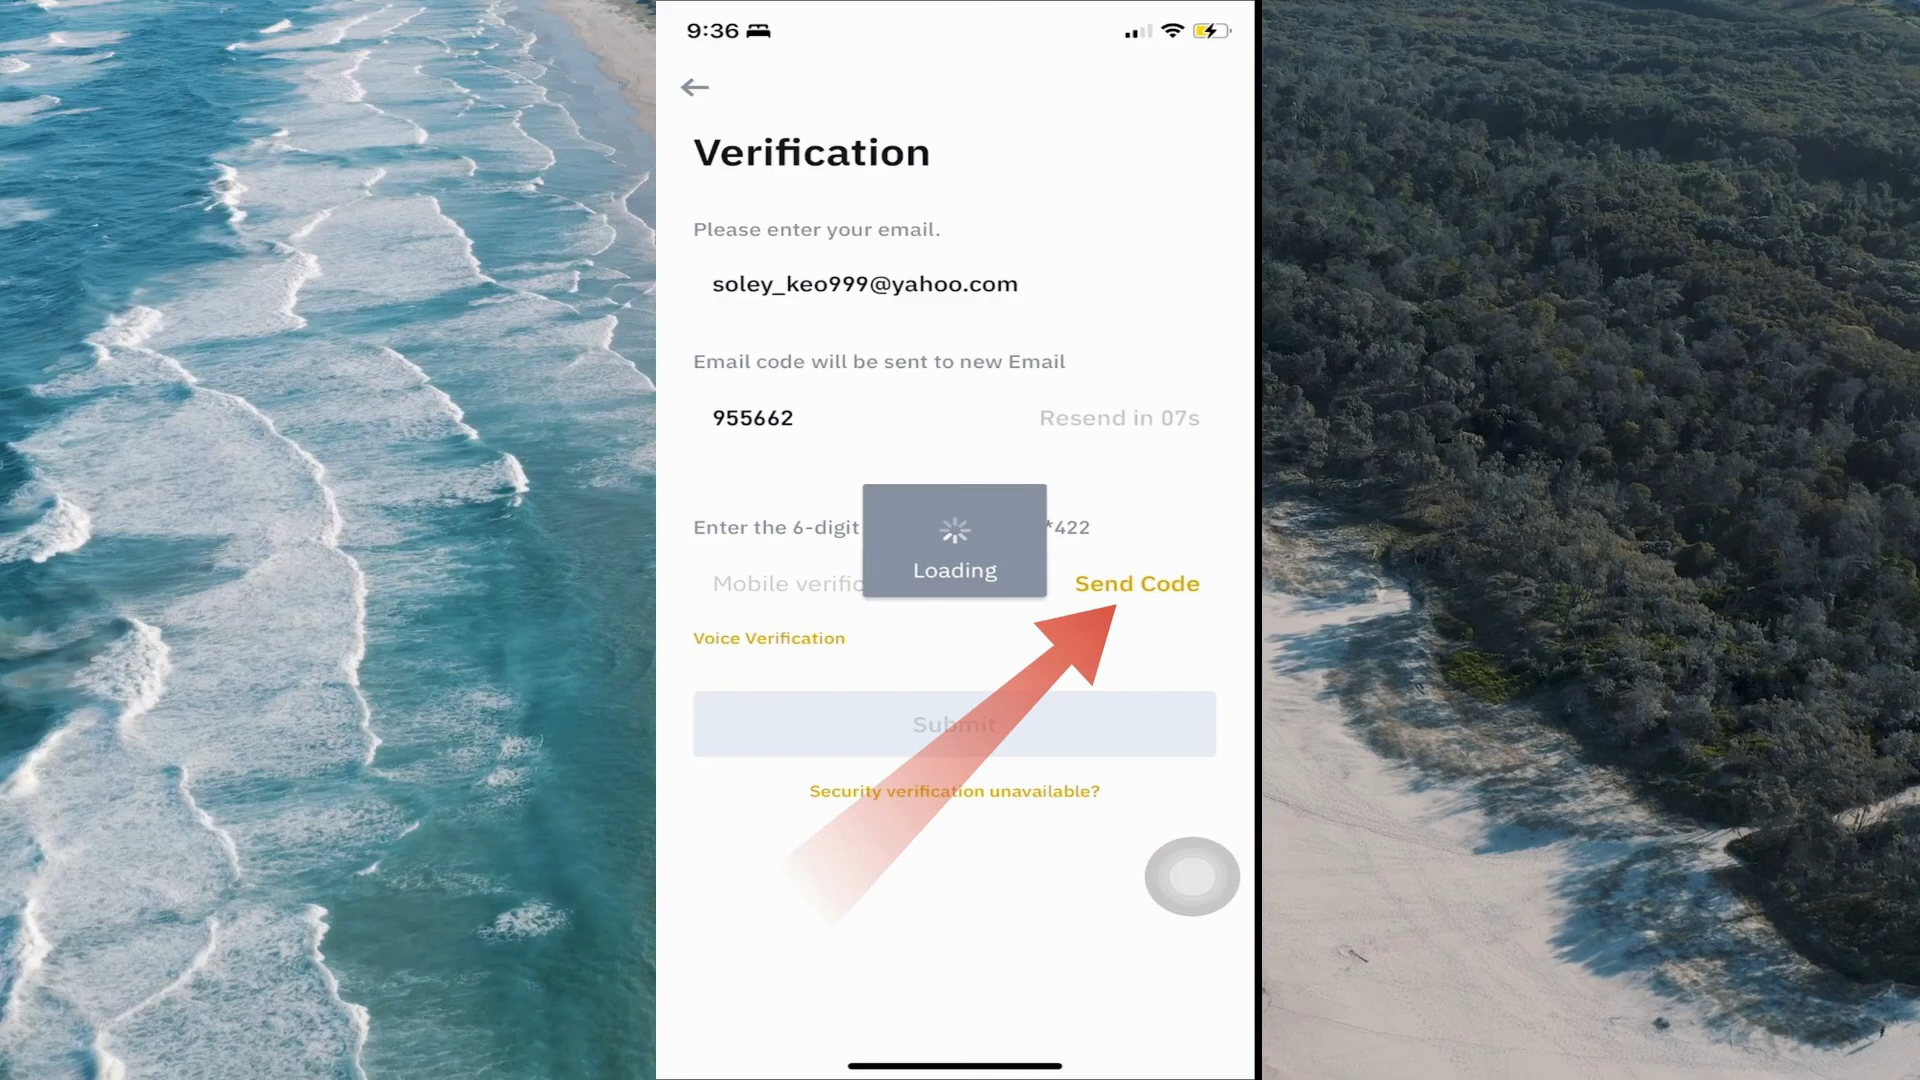 9:36
Verification
Please enter your email.
soley_keo999@yahoo.com
Email code will be sent to new Email
955662 Resend in 07s
Enter the 6-digit *422
Loading
Mobile Send Code
Voice Verification
Submit
Security verification unavailable?